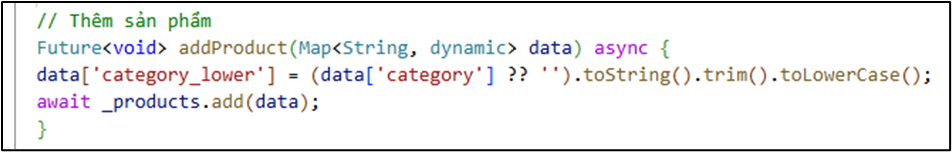 // Thêm sản phẩm
Future<void> addProduct(Map<String, dynamic> data) async {
data['category_lower'] = (data['category'] ?? '').toString().trim().toLowerCase();
await _products.add(data);
}